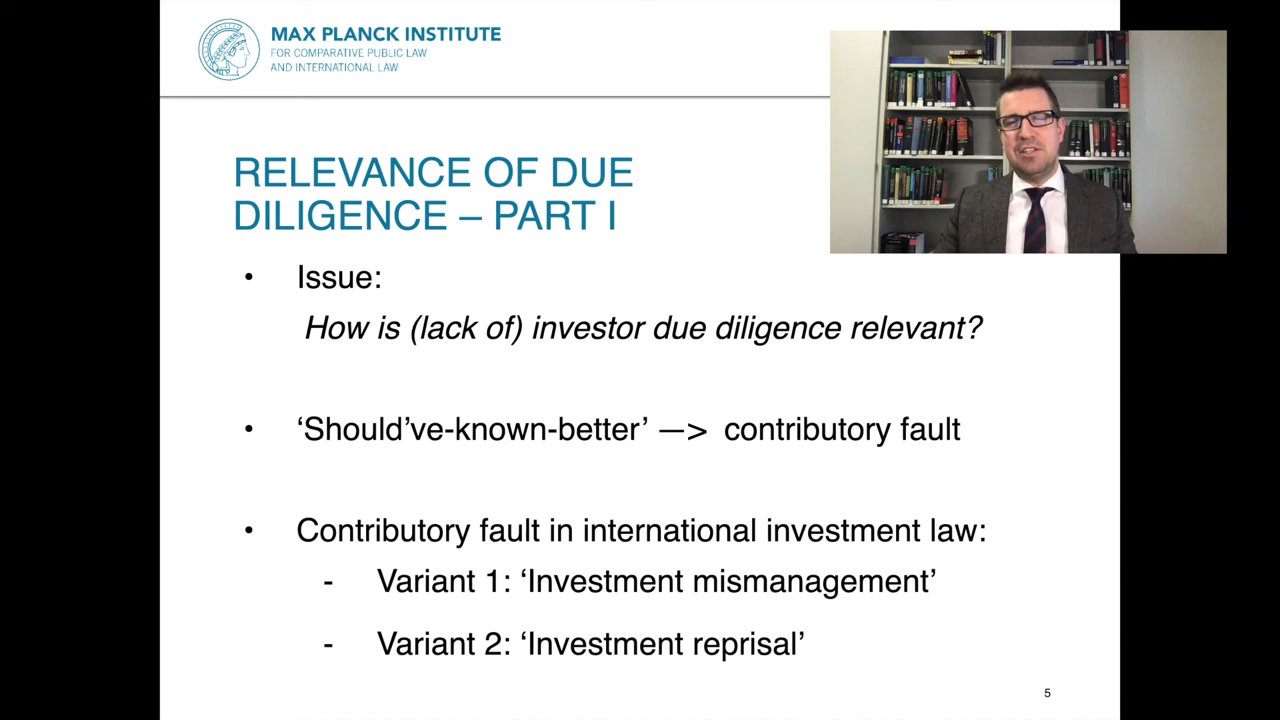 MAX PLANCK INSTITUTE
FOR COMPARATIVE PUBLIC LAW
AND INTERNATIONAL LAW
RELEVANCE OF DUE
DILIGENCE – PART I
• Issue:
How is (lack of) investor due diligence relevant?
• ‘Should’ve-known-better’ —> contributory fault
• Contributory fault in international investment law:
- Variant 1: ‘Investment mismanagement’
- Variant 2: ‘Investment reprisal’
5